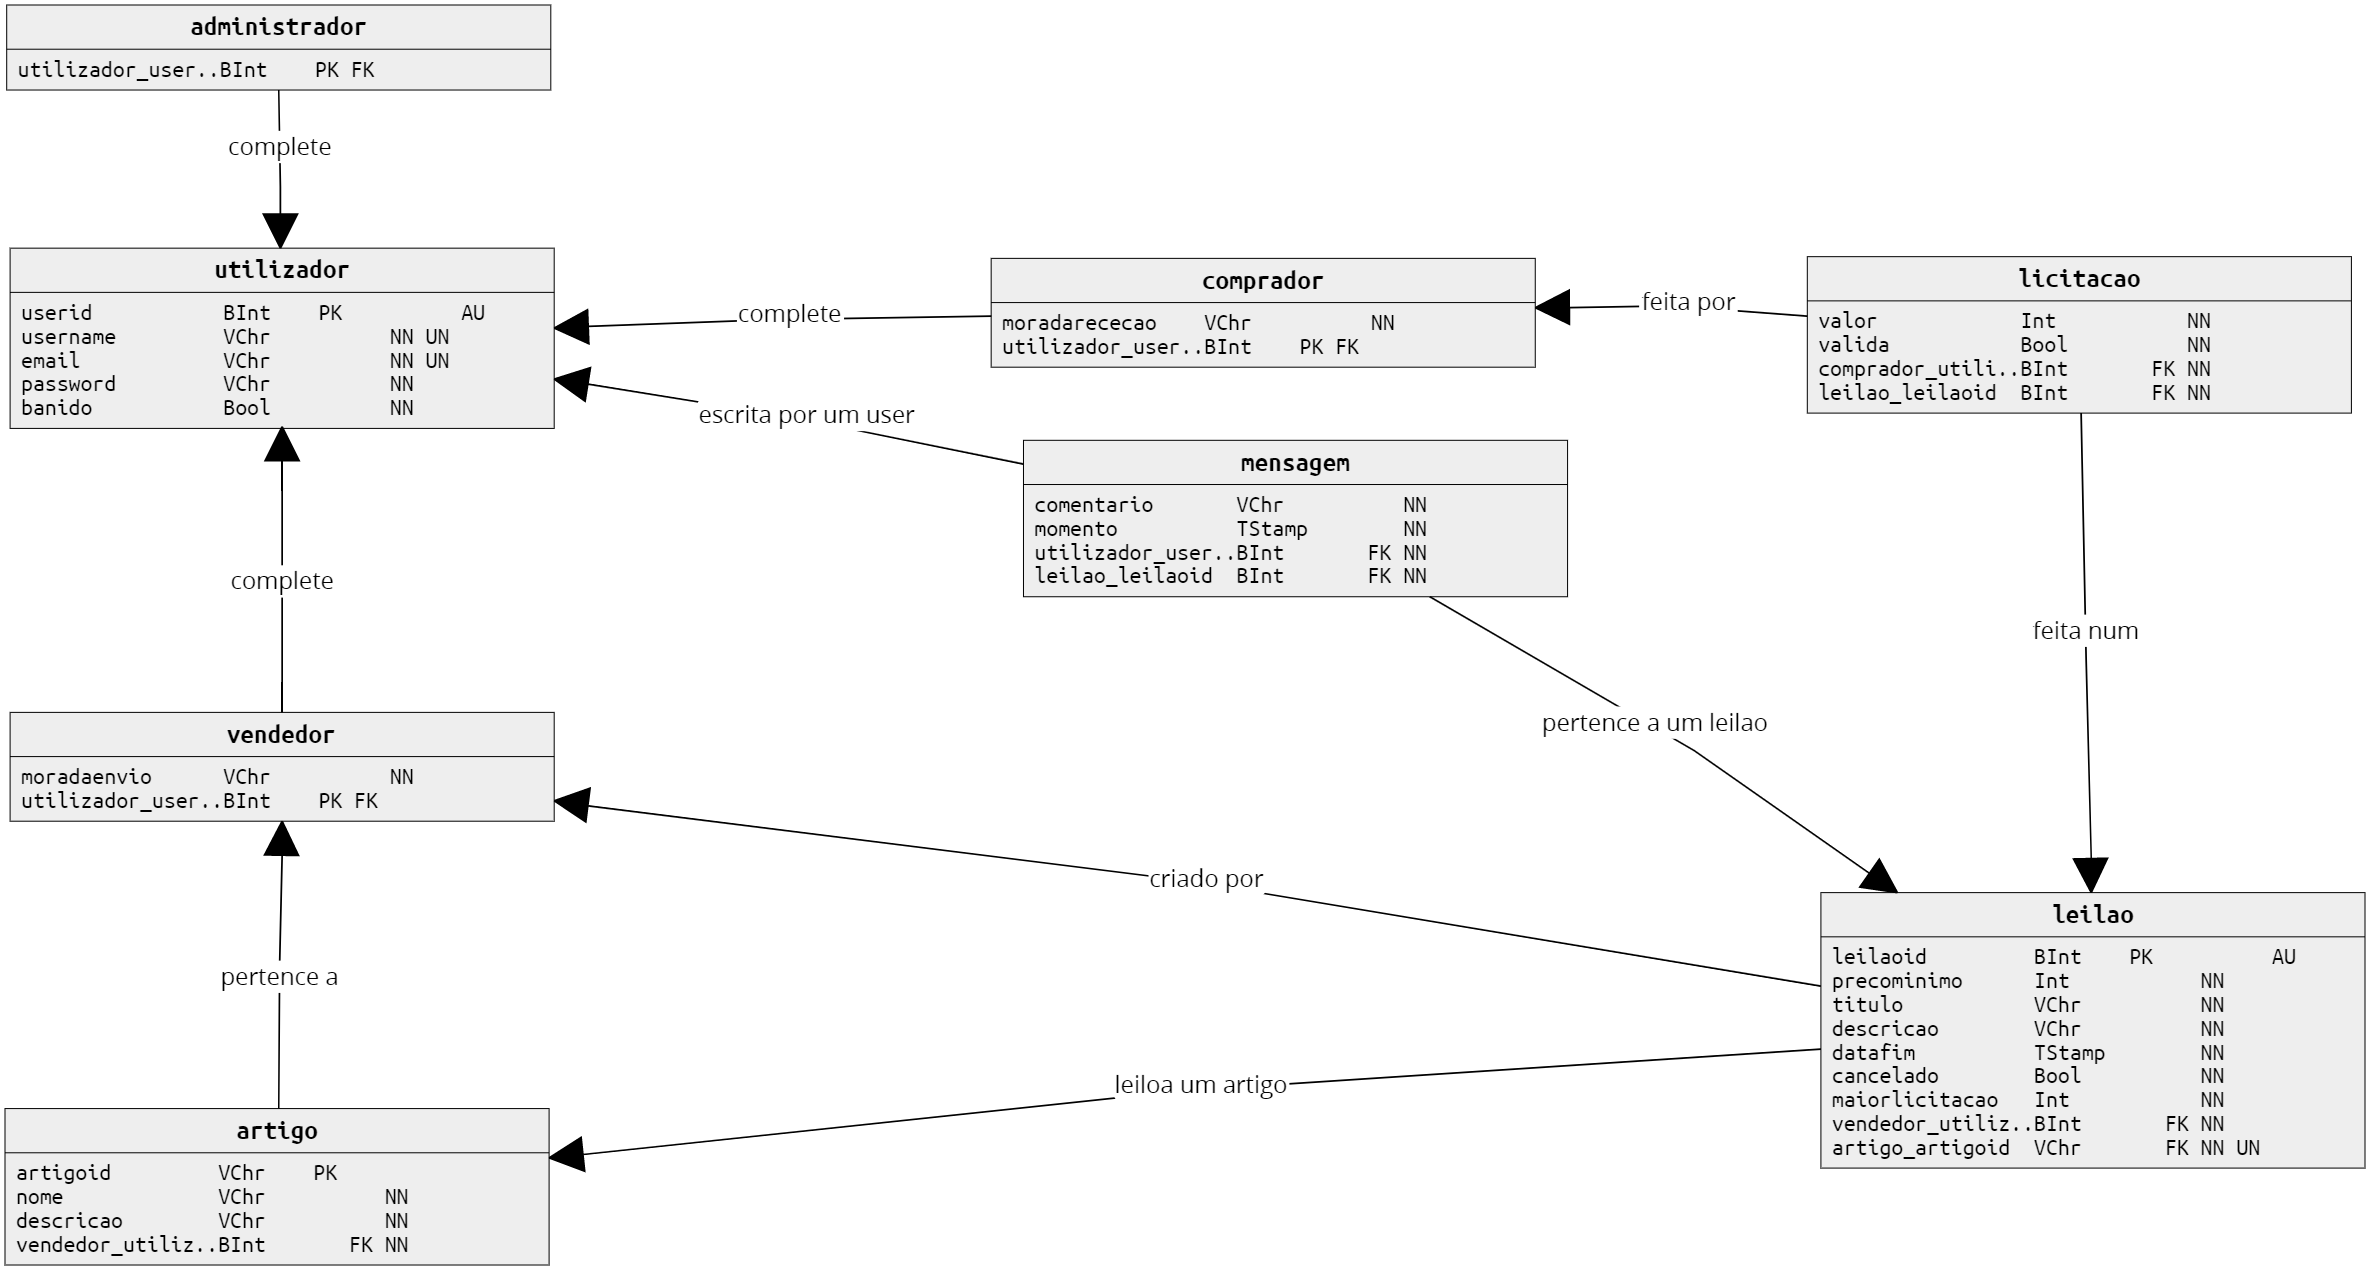 administrador
utilizador_user..BInt PK FK
complete
utilizador
userid BInt PK AU
username VChr NN UN
email VChr NN UN
password VChr NN
banido Bool NN
complete
comprador
moradarececao VChr NN
utilizador_user..BInt PK FK
feita por
licitacao
valor Int NN
valida Bool NN
comprador_utili..BInt FK NN
leilao_leilaoid BInt FK NN
escrita por um user
mensagem
comentario VChr NN
momento TStamp NN
utilizador_user..BInt FK NN
leilao_leilaoid BInt FK NN
complete
feita num
pertence a um leilao
vendedor
moradaenvio VChr NN
utilizador_user..BInt PK FK
criado por
leilao
leilaoid BInt PK AU
precominimo Int NN
titulo VChr NN
descricao VChr NN
datafim TStamp NN
cancelado Bool NN
maiorlicitacao Int NN
vendedor_utiliz..BInt FK NN
artigo_artigoid VChr FK NN UN
pertence a
leiloa um artigo
artigo
artigoid VChr PK
nome VChr NN
descricao VChr NN
vendedor_utiliz..BInt FK NN